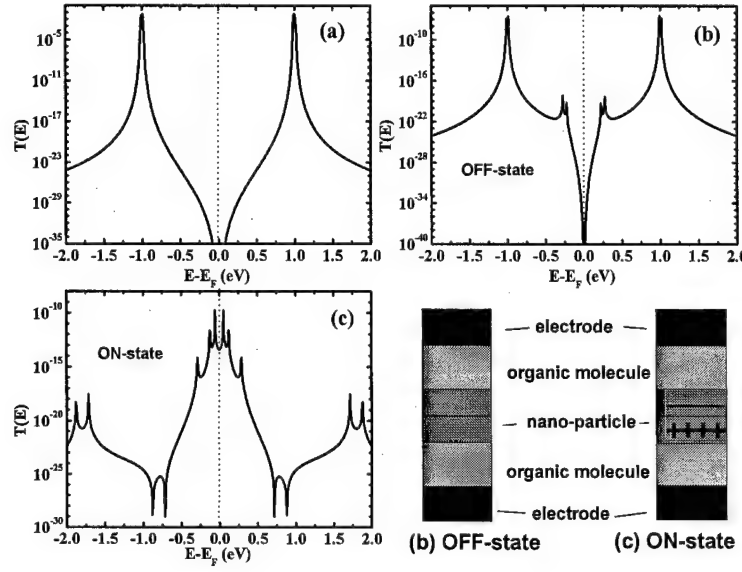 (a)
T(E)
10^-5
10^-11
10^-17
10^-23
10^-29
10^-35
-2.0 -1.5 -1.0 -0.5 0.0 0.5 1.0 1.5 2.0
E-E_F (eV)
(b)
T(E)
10^-10
10^-16
10^-22
10^-28
10^-34
10^-40
OFF-state
-2.0 -1.5 -1.0 -0.5 0.0 0.5 1.0 1.5 2.0
E-E_F (eV)
(c)
ON-state
T(E)
10^-10
10^-15
10^-20
10^-25
10^-30
-2.0 -1.5 -1.0 -0.5 0.0 0.5 1.0 1.5 2.0
E-E_F (eV)
electrode
organic molecule
nano-particle
organic molecule
electrode
(b) OFF-state (c) ON-state